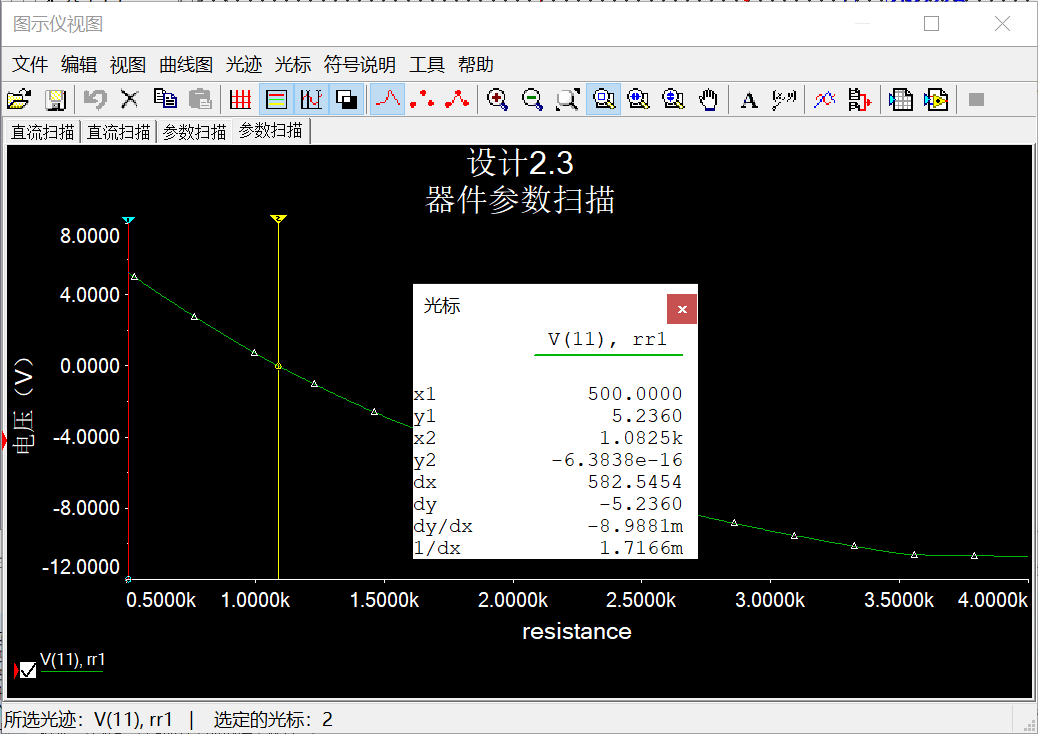 图示仪视图
文件 编辑 视图 曲线图 光迹 光标 符号说明 工具 帮助
直流扫描 直流扫描 参数扫描 参数扫描
设计2.3
器件参数扫描
8.0000
4.0000
0.0000
-4.0000
-8.0000
-12.0000
电压（V）
光标
V(11), rr1
x1 500.0000
y1 5.2360
x2 1.0825k
y2 -6.3838e-16
dx 582.5454
dy -5.2360
dy/dx -8.9881m
1/dx 1.7166m
0.5000k 1.0000k 1.5000k 2.0000k 2.5000k 3.0000k 3.5000k 4.0000k
resistance
V(11), rr1
所选光迹：V(11), rr1 | 选定的光标：2